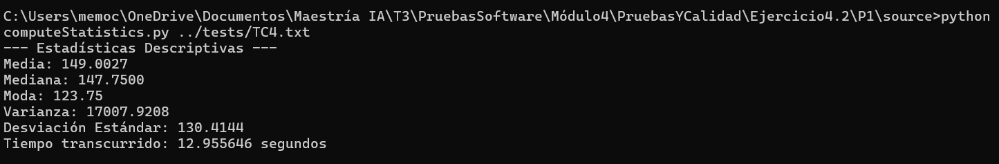 C:\Users\memoc\OneDrive\Documentos\Maestría IA\T3\PruebasSoftware\Módulo4\PruebasYCalidad\Ejercicio4.2\P1\source>python
computeStatistics.py ../tests/TC4.txt
--- Estadísticas Descriptivas ---
Media: 149.0027
Mediana: 147.7500
Moda: 123.75
Varianza: 17007.9208
Desviación Estándar: 130.4144
Tiempo transcurrido: 12.955646 segundos